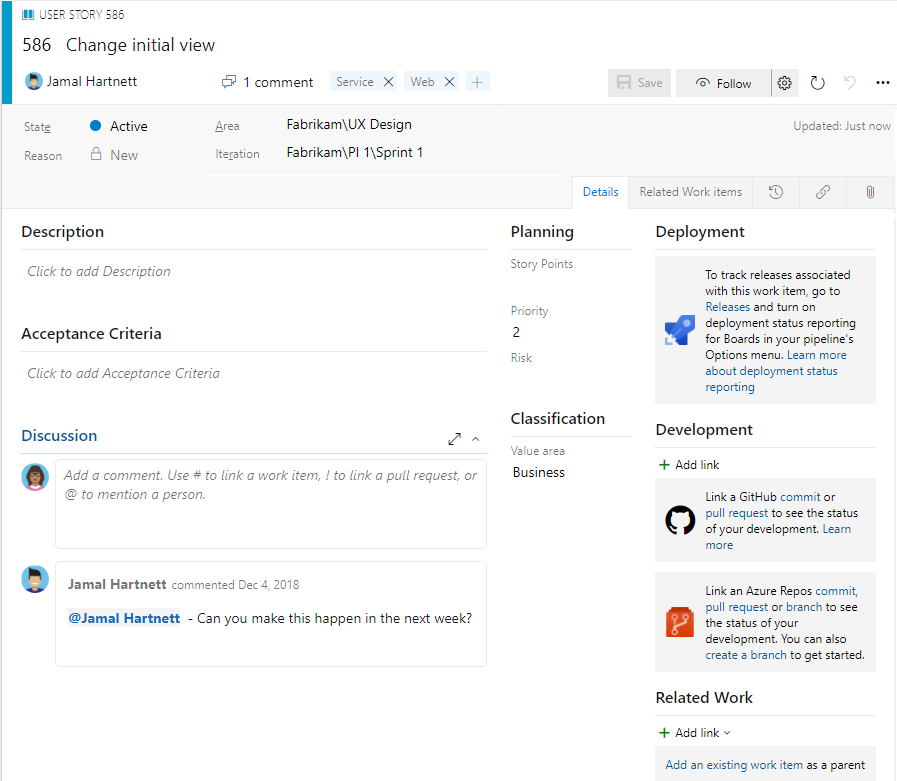 USER STORY 586
586 Change initial view
Jamal Hartnett
1 comment
Service
Web
Save
Follow
State
Active
Area
Fabrikam\UX Design
Updated: Just now
Reason
New
Iteration
Fabrikam\PI 1\Sprint 1
Details
Related Work items
Description
Click to add Description
Acceptance Criteria
Click to add Acceptance Criteria
Discussion
Add a comment. Use # to link a work item, ! to link a pull request, or
@ to mention a person.
Jamal Hartnett commented Dec 4, 2018
@Jamal Hartnett - Can you make this happen in the next week?
Planning
Story Points
Priority
2
Risk
Classification
Value area
Business
Deployment
To track releases associated
with this work item, go to
Releases and turn on
deployment status reporting
for Boards in your pipeline's
Options menu. Learn more
about deployment status
reporting
Development
Add link
Link a GitHub commit or
pull request to see the status
of your development. Learn
more
Link an Azure Repos commit,
pull request or branch to see
the status of your
development. You can also
create a branch to get started.
Related Work
Add link
Add an existing work item as a parent